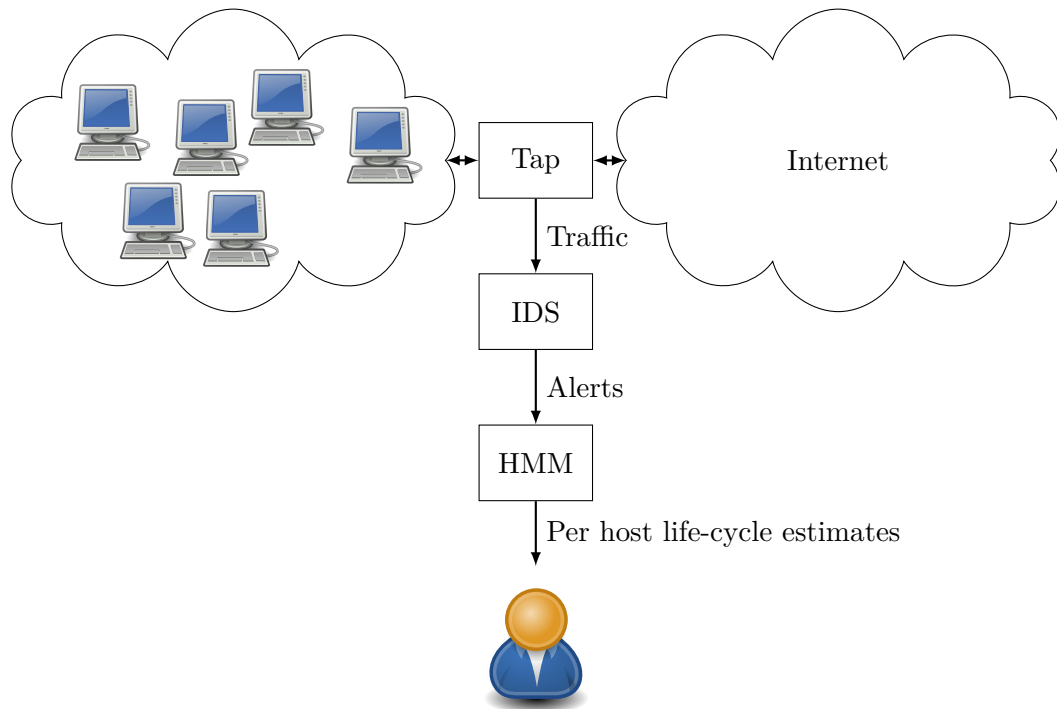 Tap
Internet
Traffic
IDS
Alerts
HMM
Per host life-cycle estimates